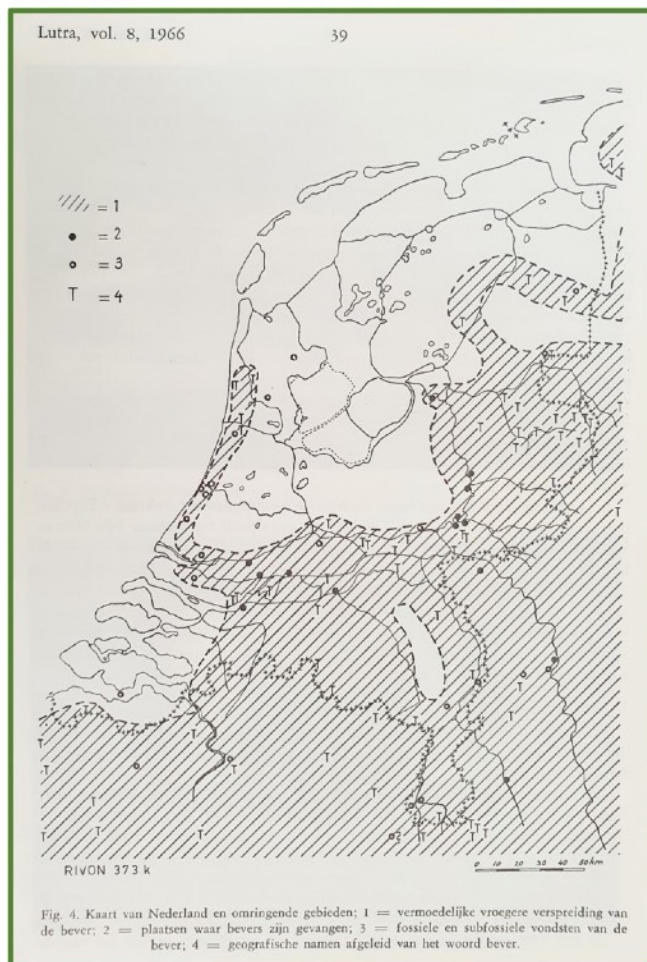 Lutra, vol. 8, 1966 39
= 1
= 2
= 3
T = 4
RIVON 373 k
0 10 20 30 40 50 km
Fig. 4. Kaart van Nederland en omringende gebieden; 1 = vermoedelijke vroegere verspreiding van
de bever; 2 = plaatsen waar bevers zijn gevangen; 3 = fossiele en subfossiele vondsten van de
bever; 4 = geografische namen afgeleid van het woord bever.